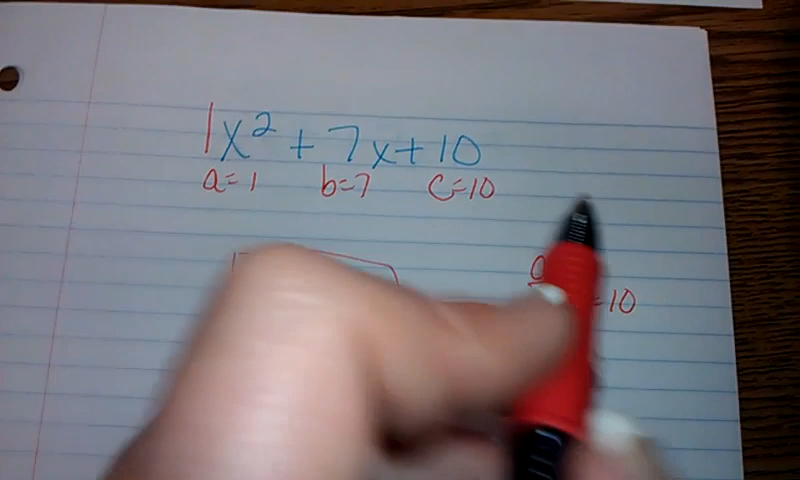 1x² + 7x + 10
a=1 b=7 c=10
=10